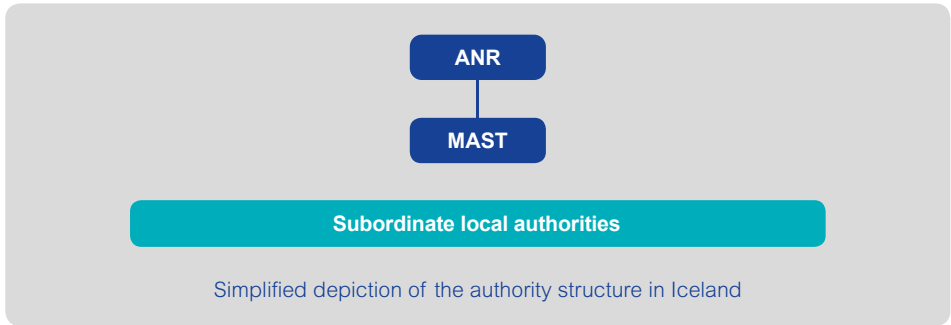 ANR
MAST
Subordinate local authorities
Simplified depiction of the authority structure in Iceland